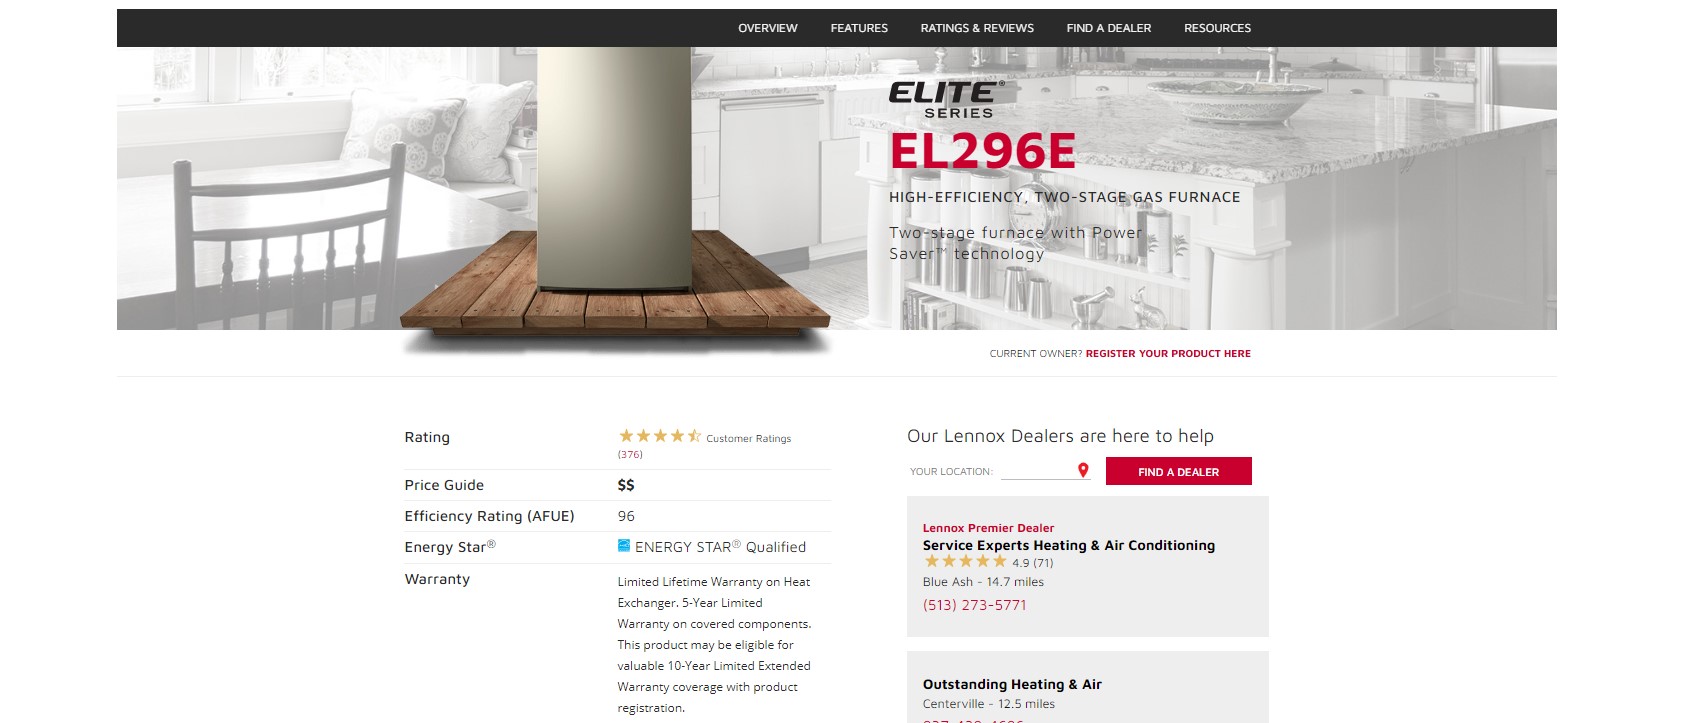 OVERVIEW FEATURES RATINGS & REVIEWS FIND A DEALER RESOURCES
ELITE®
SERIES
EL296E
HIGH-EFFICIENCY, TWO-STAGE GAS FURNACE
Two-stage furnace with Power
Saver™ technology
CURRENT OWNER? REGISTER YOUR PRODUCT HERE
Rating
Customer Ratings
(376)
Price Guide
$$
Efficiency Rating (AFUE)
96
Energy Star®
ENERGY STAR® Qualified
Warranty
Limited Lifetime Warranty on Heat
Exchanger. 5-Year Limited
Warranty on covered components.
This product may be eligible for
valuable 10-Year Limited Extended
Warranty coverage with product
registration.
Our Lennox Dealers are here to help
YOUR LOCATION:
FIND A DEALER
Lennox Premier Dealer
Service Experts Heating & Air Conditioning
4.9 (71)
Blue Ash - 14.7 miles
(513) 273-5771
Outstanding Heating & Air
Centerville - 12.5 miles